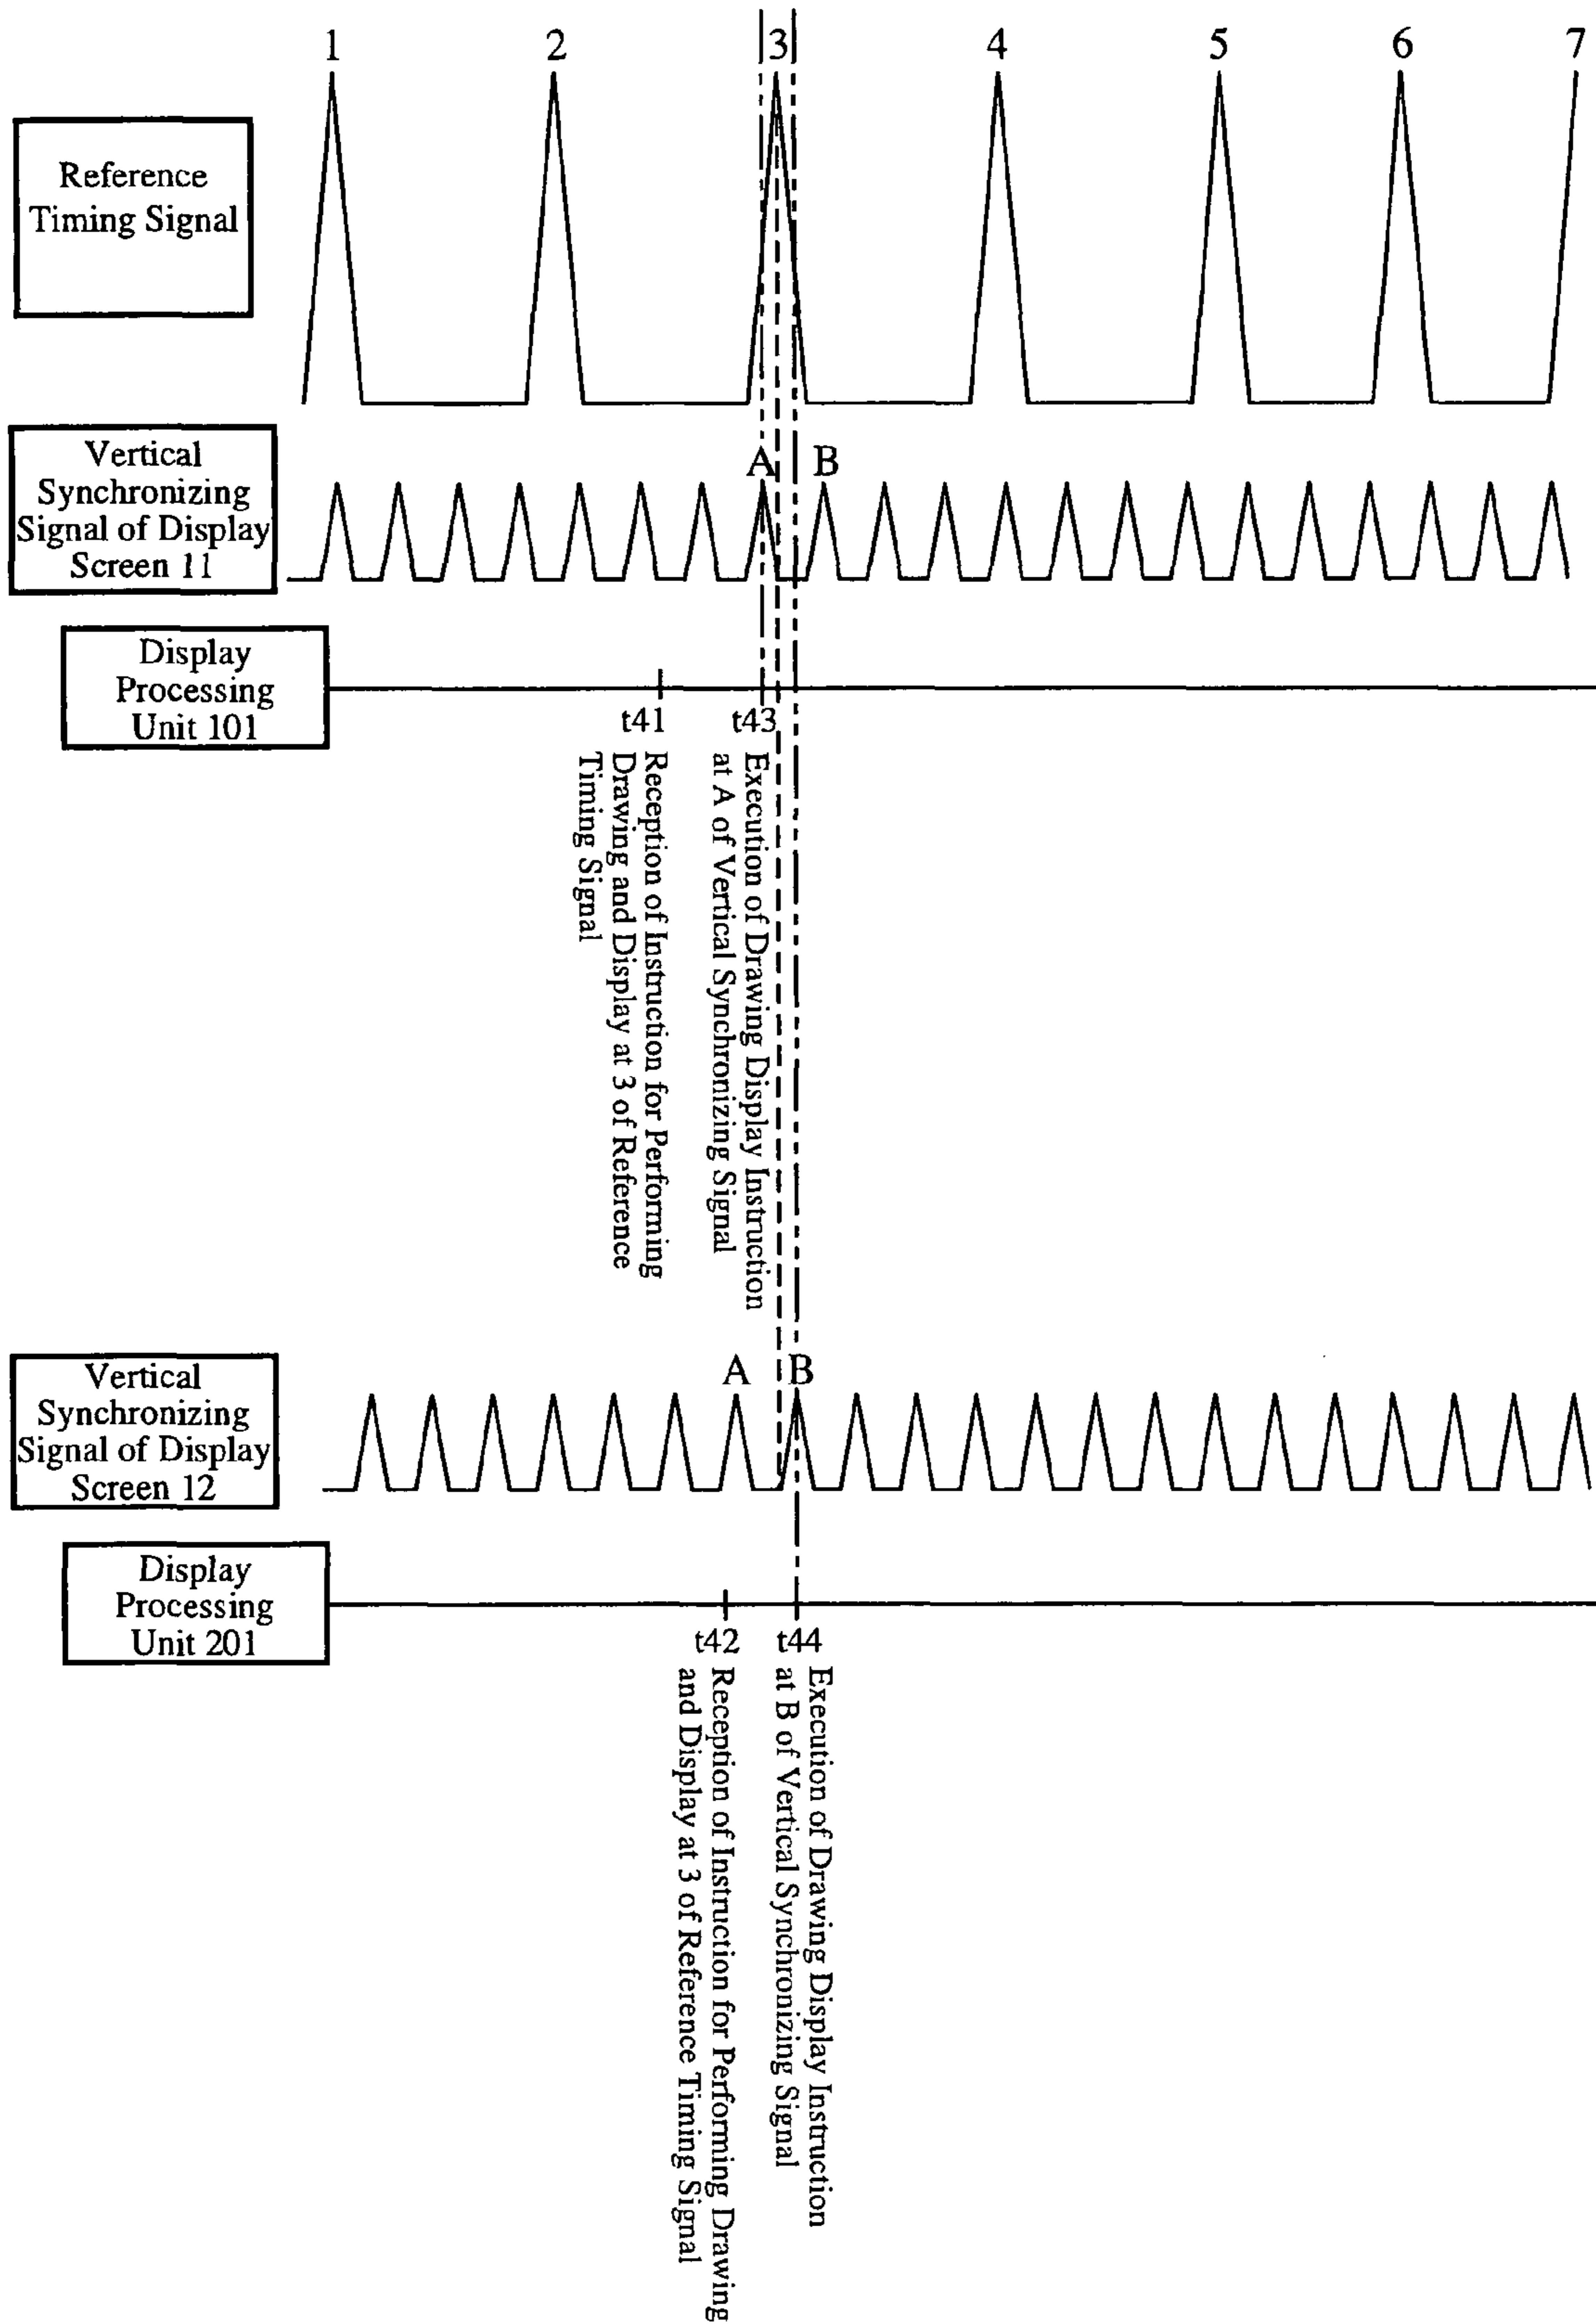 1 2 3 4 5 6 7
Reference
Timing Signal
Vertical
Synchronizing
Signal of Display
Screen 11
A B
Display
Processing
Unit 101
t41 t43
Reception of Instruction for Performing
Drawing and Display at 3 of Reference
Timing Signal
Execution of Drawing Display Instruction
at A of Vertical Synchronizing Signal
Vertical
Synchronizing
Signal of Display
Screen 12
A B
Display
Processing
Unit 201
t42 t44
Reception of Instruction for Performing Drawing
and Display at 3 of Reference Timing Signal
Execution of Drawing Display Instruction
at B of Vertical Synchronizing Signal